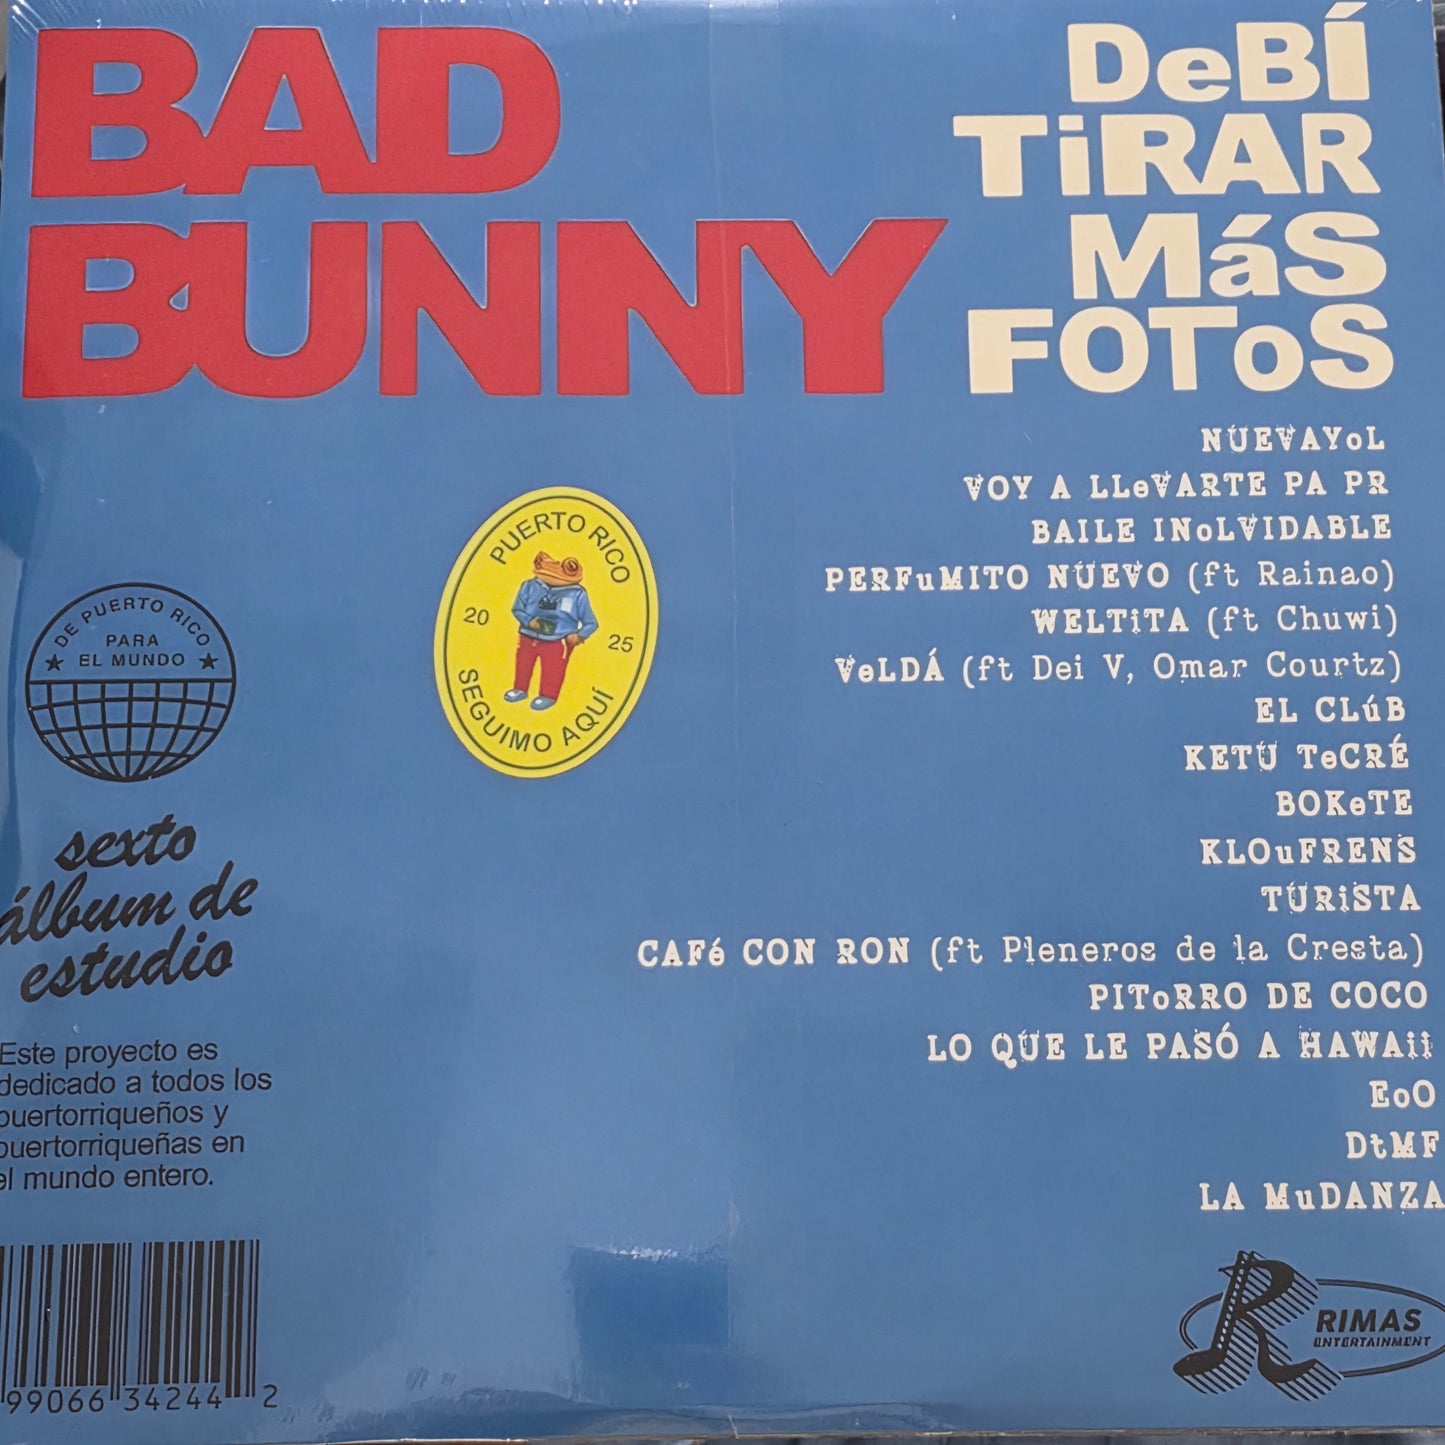 BAD
BUNNY
DeBÍ
TiRAR
MáS
FOToS
NUEVAYoL
VOY A LLeVARTE PA PR
BAILE INoLVIDABLE
PERFuMITO NUEVO (ft Rainao)
WELTiTA (ft Chuwi)
VeLDÁ (ft Dei V, Omar Courtz)
EL CLúB
KETU TeCRÉ
BOKeTE
KLOuFRENS
TURiSTA
CAFé CON RON (ft Pleneros de la Cresta)
PIToRRO DE COCO
LO QUE LE PASÓ A HAWAii
EoO
DtMF
LA MuDANZA
PUERTO RICO
20 25
SEGUIMO AQUÍ
DE PUERTO RICO
PARA
EL MUNDO
sexto
álbum de
estudio
Este proyecto es
dedicado a todos los
puertorriqueños y
puertorriqueñas en
el mundo entero.
99066 34244 2
R RIMAS
ENTERTAINMENT